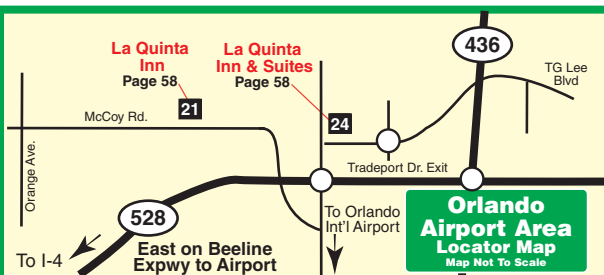 La Quinta
Inn
Page 58
La Quinta
Inn & Suites
Page 58
436
TG Lee
Blvd
21
24
McCoy Rd.
Orange Ave.
Tradeport Dr. Exit
528
To Orlando
Int'l Airport
To I-4
East on Beeline
Expwy to Airport
Orlando
Airport Area
Locator Map
Map Not To Scale